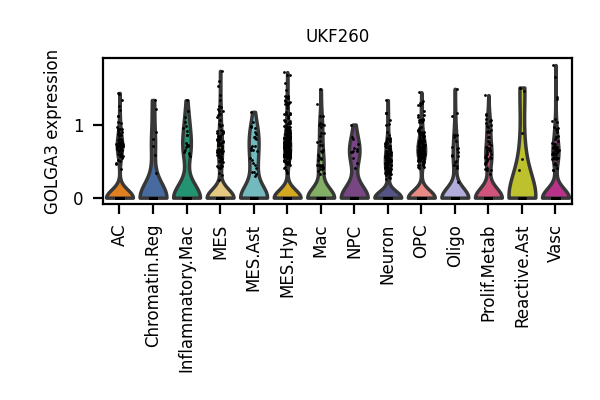 UKF260
GOLGA3 expression
1
0
AC
Chromatin.Reg
Inflammatory.Mac
MES
MES.Ast
MES.Hyp
Mac
NPC
Neuron
OPC
Oligo
Prolif.Metab
Reactive.Ast
Vasc